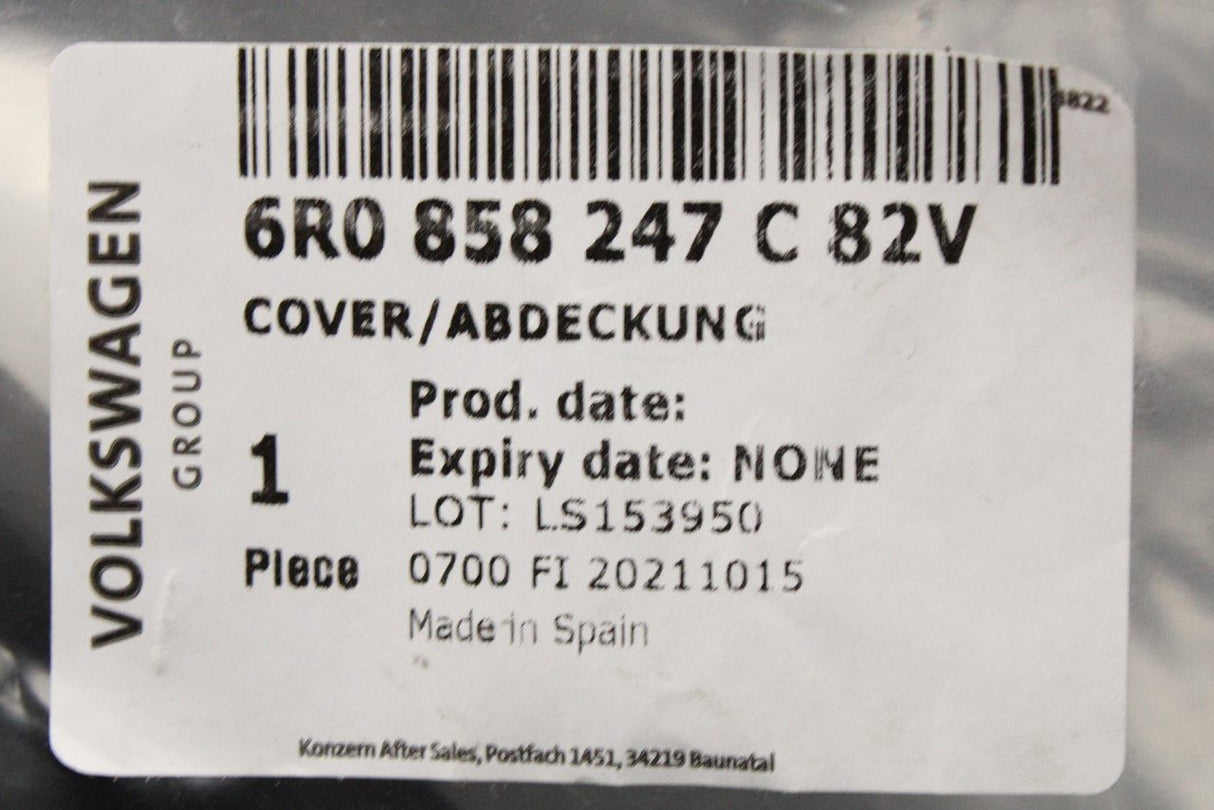 VOLKSWAGEN
GROUP
6R0 858 247 C 82V
COVER/ABDECKUNG
1
Piece
Prod. date:
Expiry date: NONE
LOT: LS153950
0700 FI 20211015
Made in Spain
Konzern After Sales, Postfach 1451, 34219 Baunatal